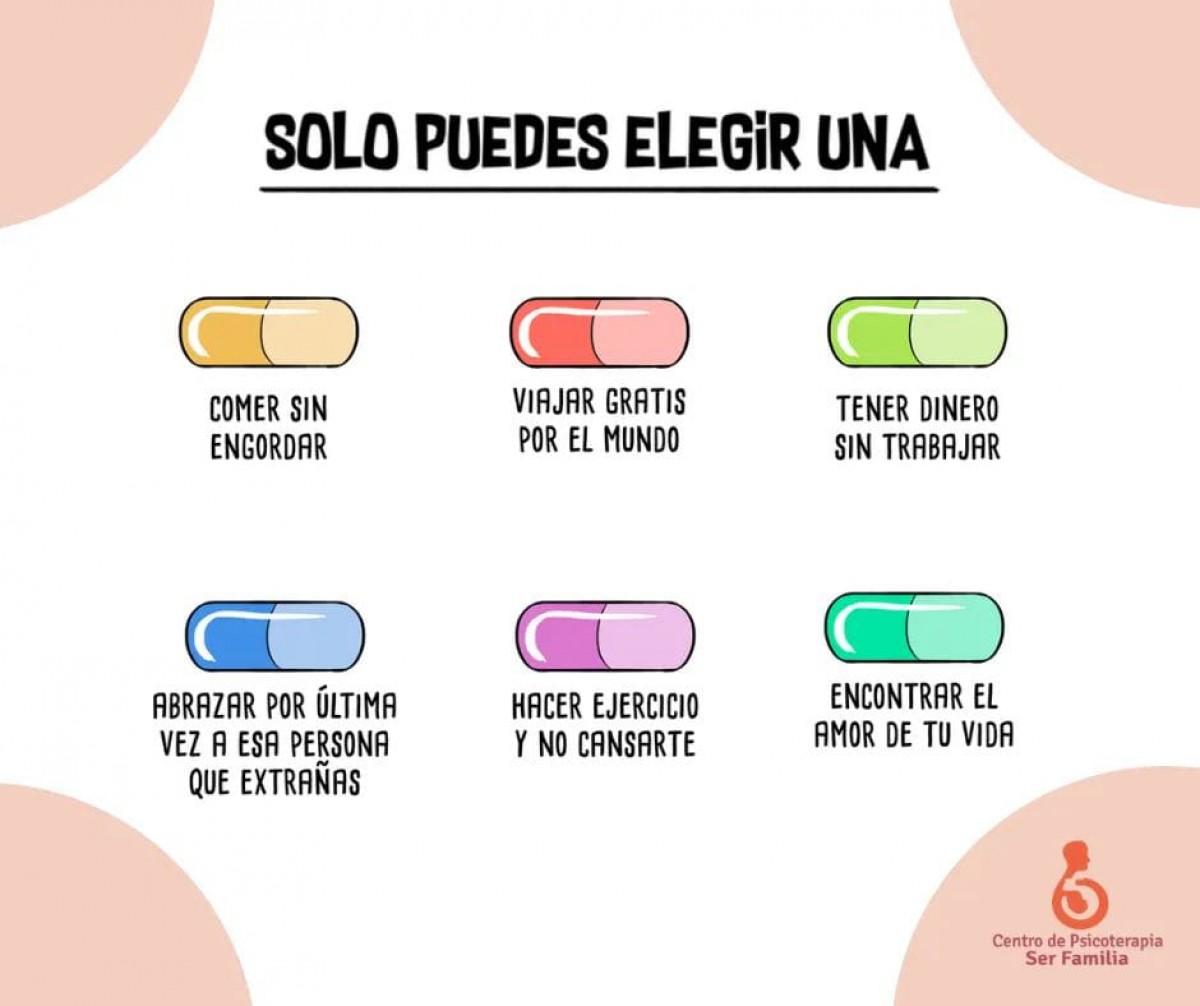 SOLO PUEDES ELEGIR UNA
COMER SIN
ENGORDAR
VIAJAR GRATIS
POR EL MUNDO
TENER DINERO
SIN TRABAJAR
ABRAZAR POR ÚLTIMA
VEZ A ESA PERSONA
QUE EXTRAÑAS
HACER EJERCICIO
Y NO CANSARTE
ENCONTRAR EL
AMOR DE TU VIDA
Centro de Psicoterapia
Ser Familia